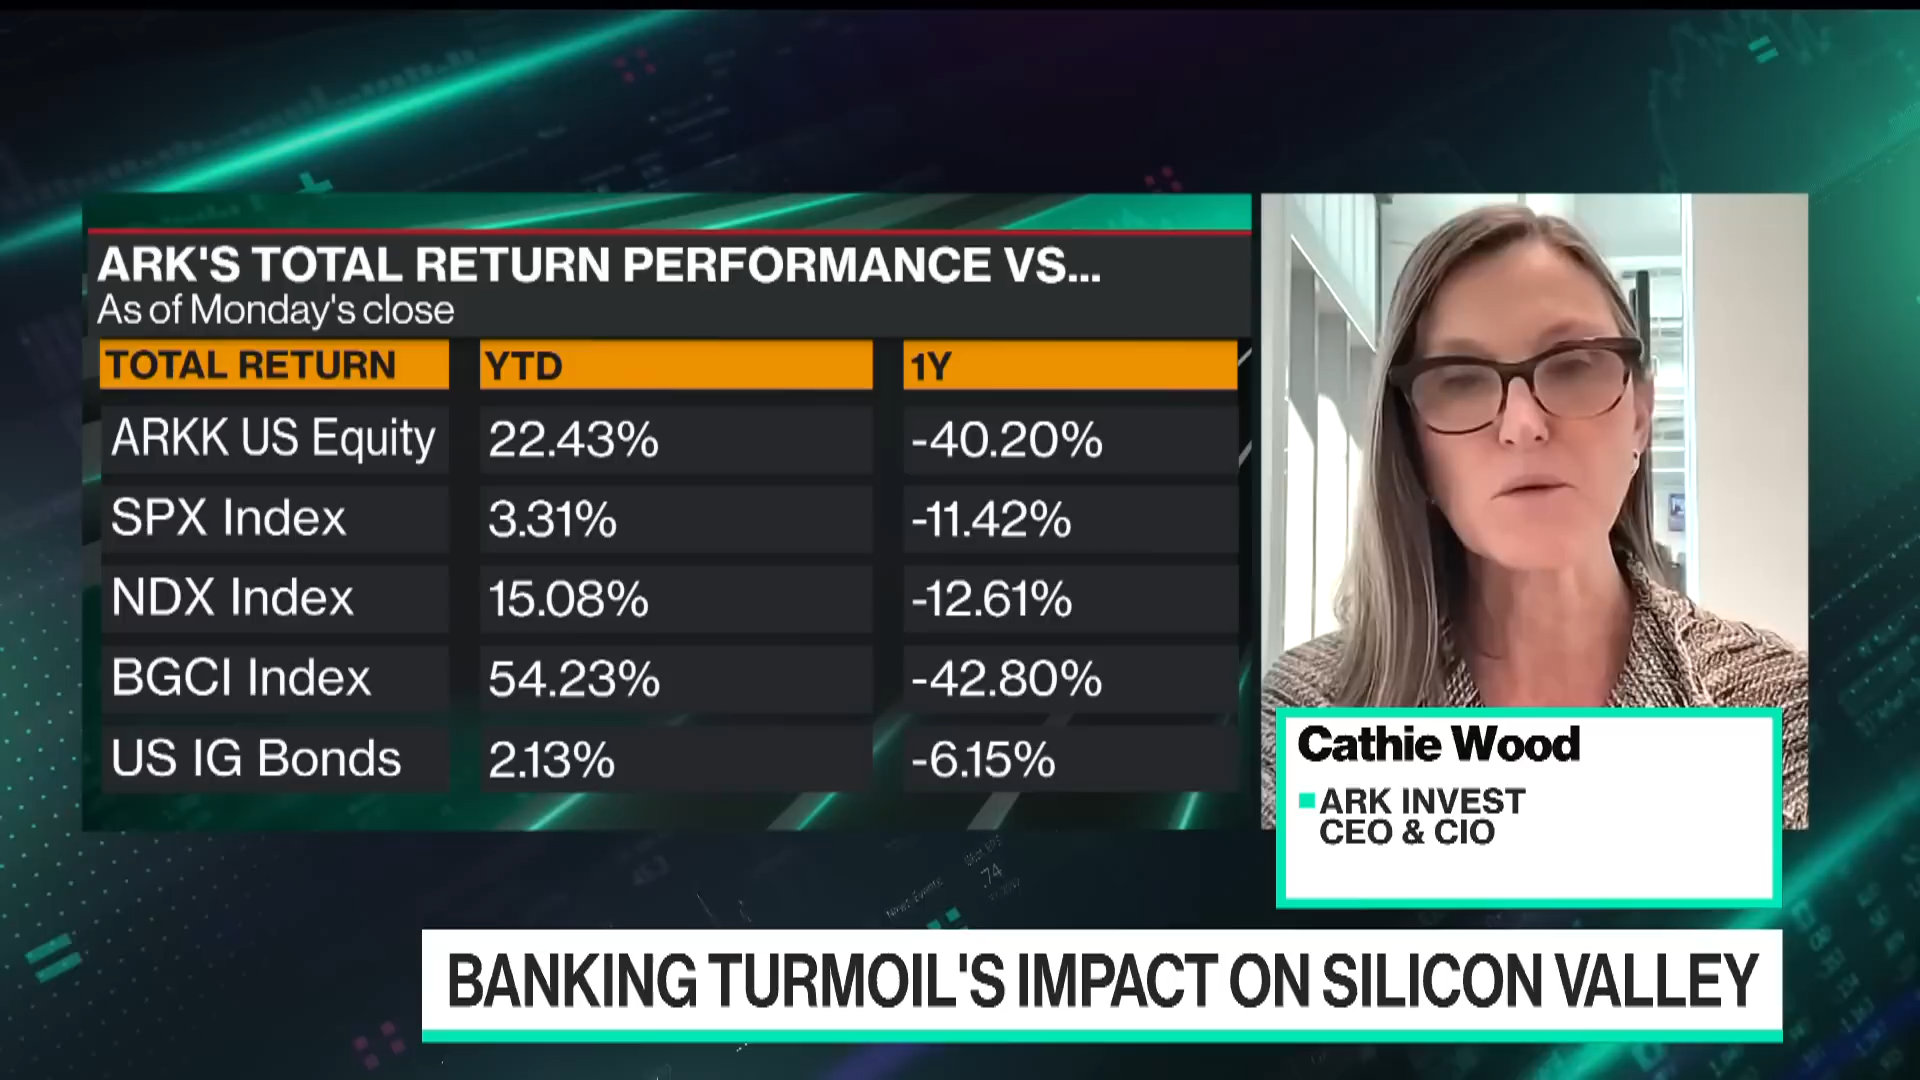 ARK'S TOTAL RETURN PERFORMANCE VS...
As of Monday's close
TOTAL RETURN YTD 1Y
ARKK US Equity 22.43% -40.20%
SPX Index 3.31% -11.42%
NDX Index 15.08% -12.61%
BGCI Index 54.23% -42.80%
US IG Bonds 2.13% -6.15%
Cathie Wood
ARK INVEST
CEO & CIO
.74
BANKING TURMOIL'S IMPACT ON SILICON VALLEY